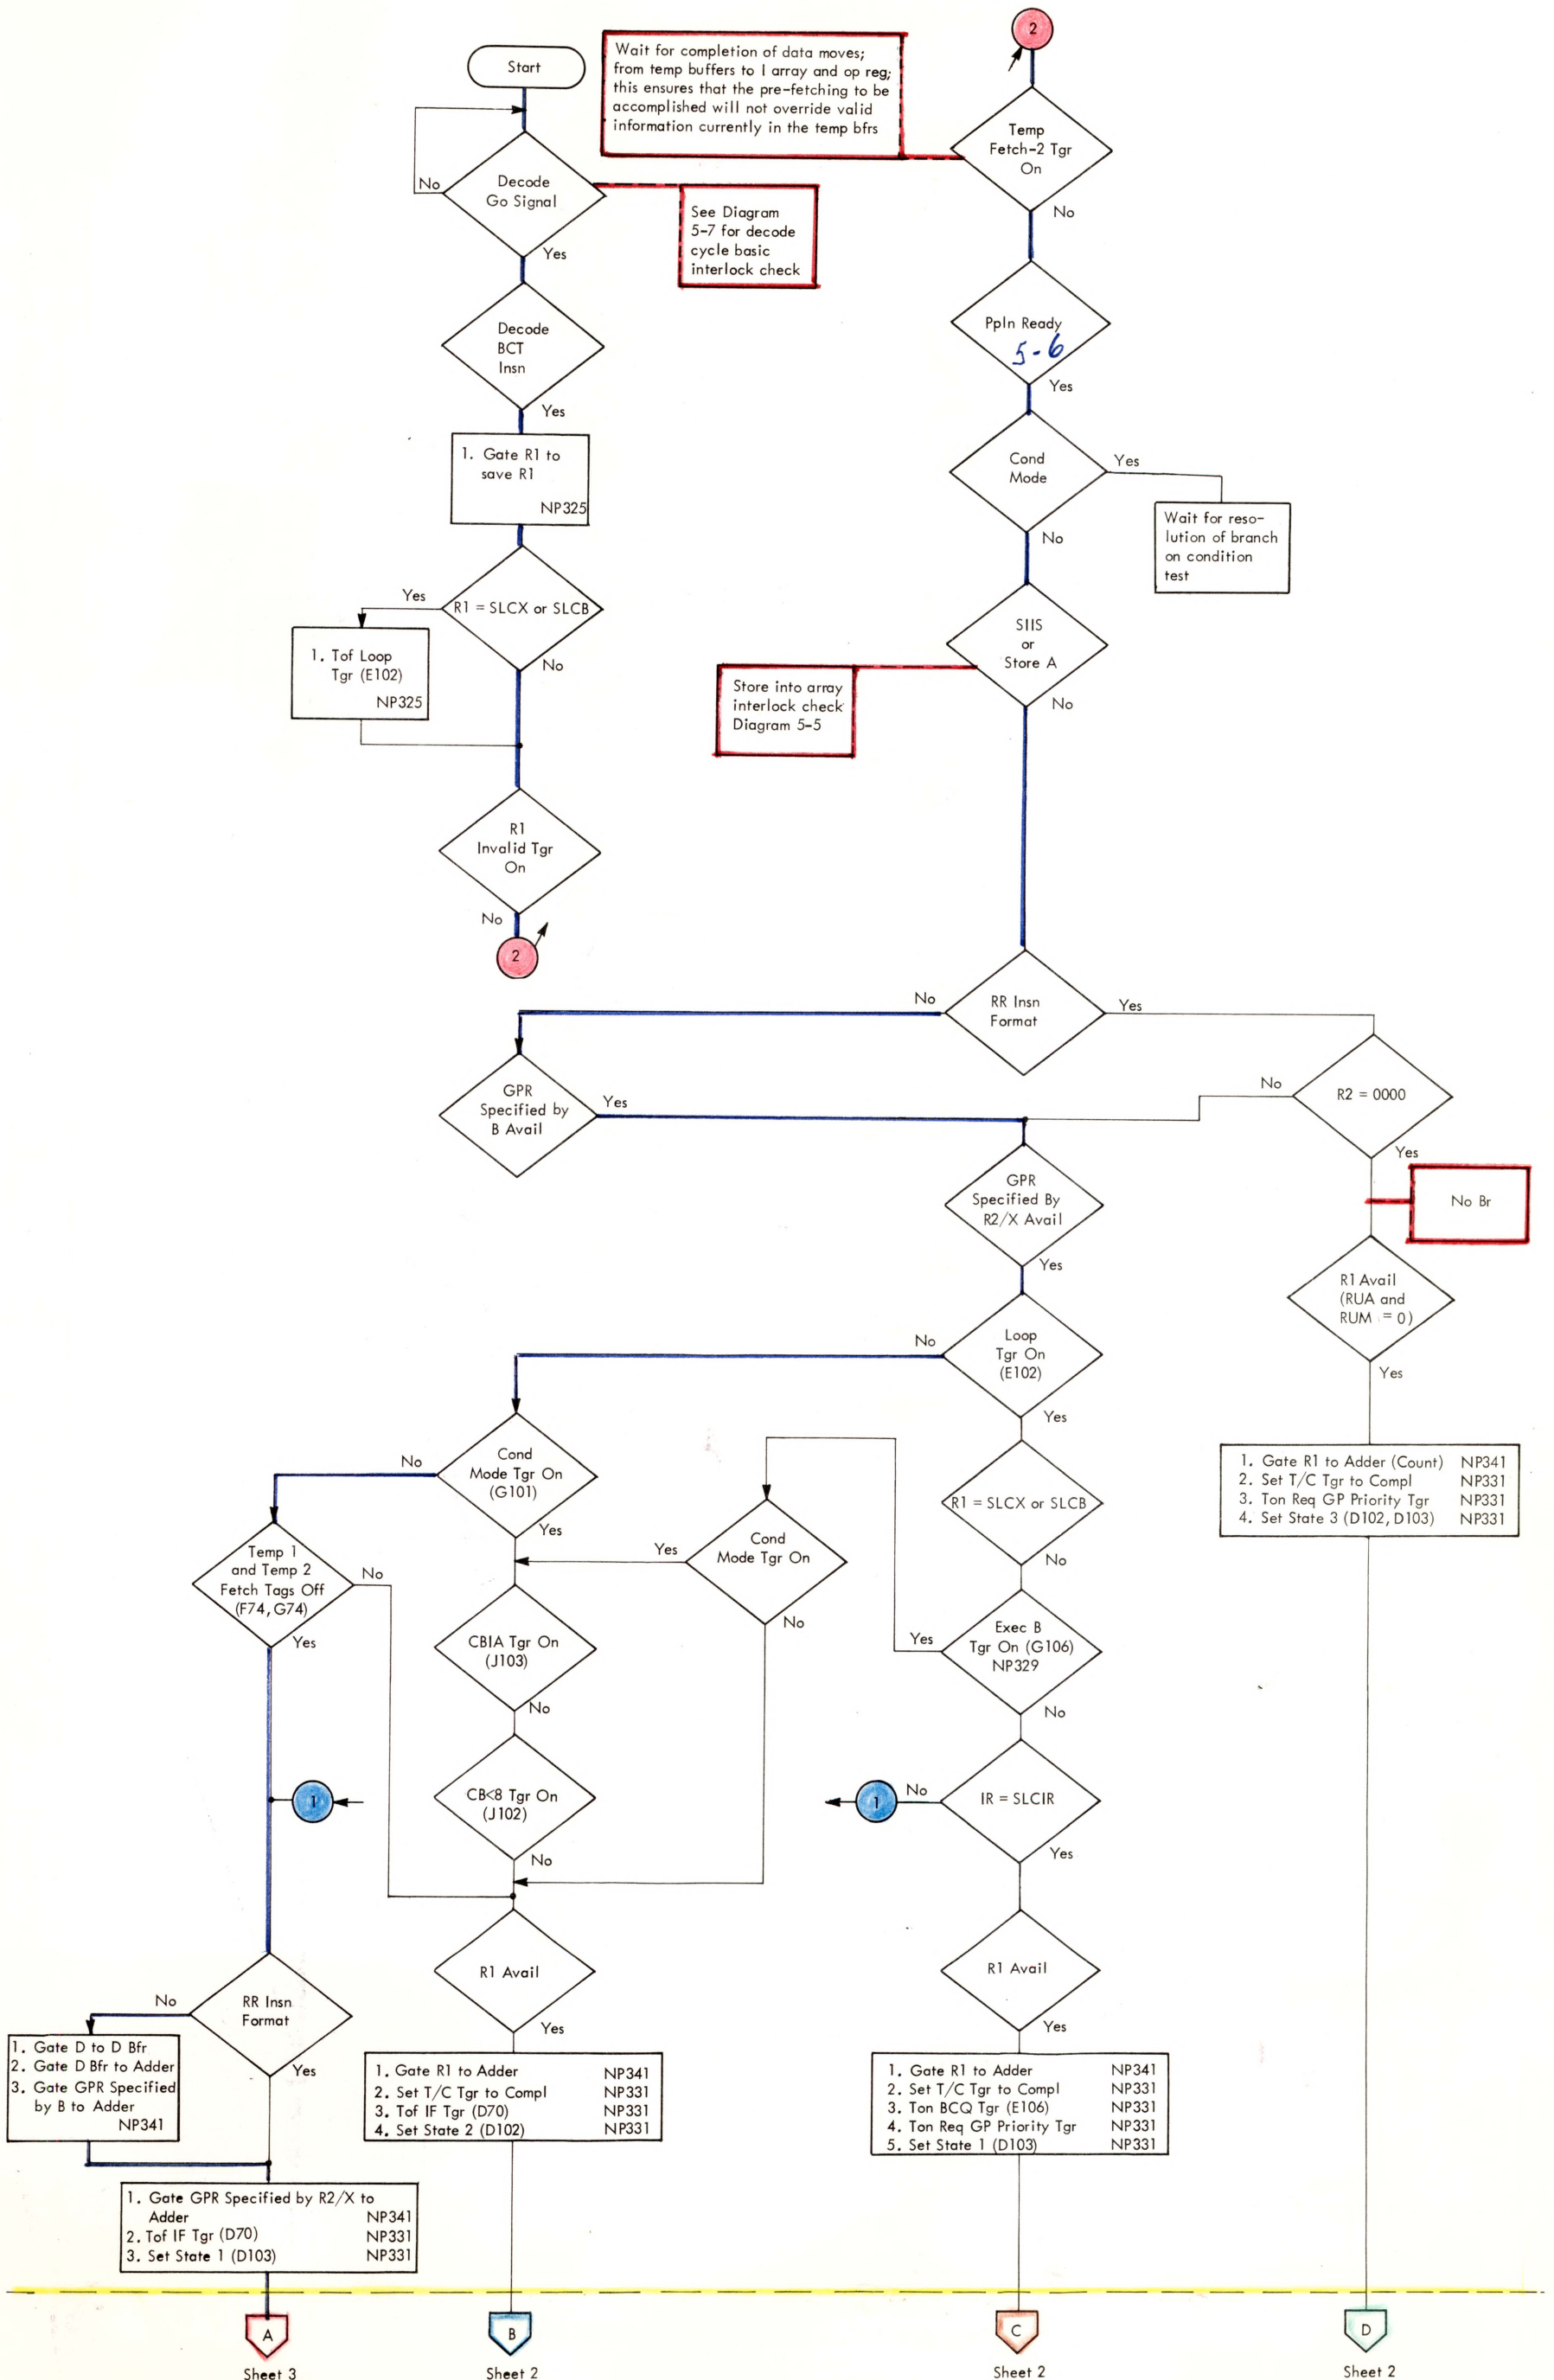 Start
Decode
Go Signal
No
Yes
See Diagram
5-7 for decode
cycle basic
interlock check
Decode
BCT
Insn
Yes
1. Gate R1 to
save R1
NP325
R1 = SLCX or SLCB
Yes
No
1. Tof Loop
Tgr (E102)
NP325
R1
Invalid Tgr
On
No
2
2
Wait for completion of data moves;
from temp buffers to I array and op reg;
this ensures that the pre-fetching to be
accomplished will not override valid
information currently in the temp bfrs
Temp
Fetch-2 Tgr
On
No
Ppln Ready
5-6
Yes
Cond
Mode
Yes
No
Wait for reso-
lution of branch
on condition
test
SIIS
or
Store A
No
Store into array
interlock check
Diagram 5-5
RR Insn
Format
No
Yes
GPR
Specified by
B Avail
Yes
R2 = 0000
No
Yes
No Br
GPR
Specified By
R2/X Avail
Yes
R1 Avail
(RUA and
RUM = 0)
Yes
1. Gate R1 to Adder (Count) NP341
2. Set T/C Tgr to Compl NP331
3. Ton Req GP Priority Tgr NP331
4. Set State 3 (D102, D103) NP331
Loop
Tgr On
(E102)
No
Yes
Cond
Mode Tgr On
(G101)
No
Yes
R1 = SLCX or SLCB
No
Cond
Mode Tgr On
Yes
No
Temp 1
and Temp 2
Fetch Tags Off
(F74, G74)
No
Yes
CBIA Tgr On
(J103)
No
Exec B
Tgr On (G106)
NP329
Yes
No
1
CB<8 Tgr On
(J102)
No
1
No
IR = SLCIR
Yes
RR Insn
Format
No
Yes
R1 Avail
Yes
R1 Avail
Yes
1. Gate D to D Bfr
2. Gate D Bfr to Adder
3. Gate GPR Specified
by B to Adder
NP341
1. Gate R1 to Adder NP341
2. Set T/C Tgr to Compl NP331
3. Tof IF Tgr (D70) NP331
4. Set State 2 (D102) NP331
1. Gate R1 to Adder NP341
2. Set T/C Tgr to Compl NP331
3. Ton BCQ Tgr (E106) NP331
4. Ton Req GP Priority Tgr NP331
5. Set State 1 (D103) NP331
1. Gate GPR Specified by R2/X to
Adder NP341
2. Tof IF Tgr (D70) NP331
3. Set State 1 (D103) NP331
A
B
C
D
Sheet 3
Sheet 2
Sheet 2
Sheet 2